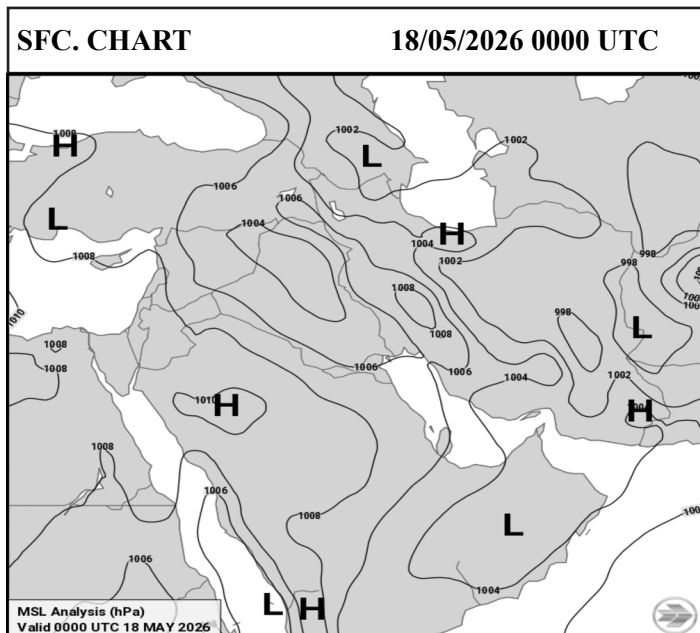 SFC. CHART 18/05/2026 0000 UTC
1008
H
1002
L
1002
1006
1006
L
1004
H
1004
1008
1002
998
998
1008
1008
1010
998
L
1008
1008
1006
1006
1004
1002
1010
H
H
1008
1006
1008
L
1006
1004
L
H
MSL Analysis (hPa)
Valid 0000 UTC 18 MAY 2026